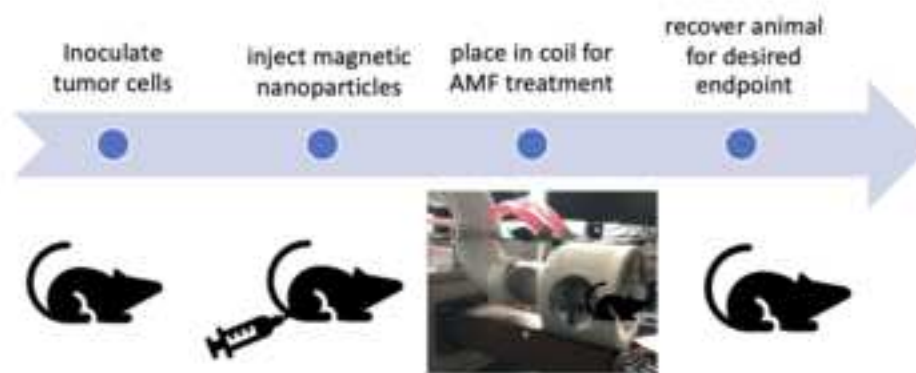 Inoculate
tumor cells
inject magnetic
nanoparticles
place in coil for
AMF treatment
recover animal
for desired
endpoint